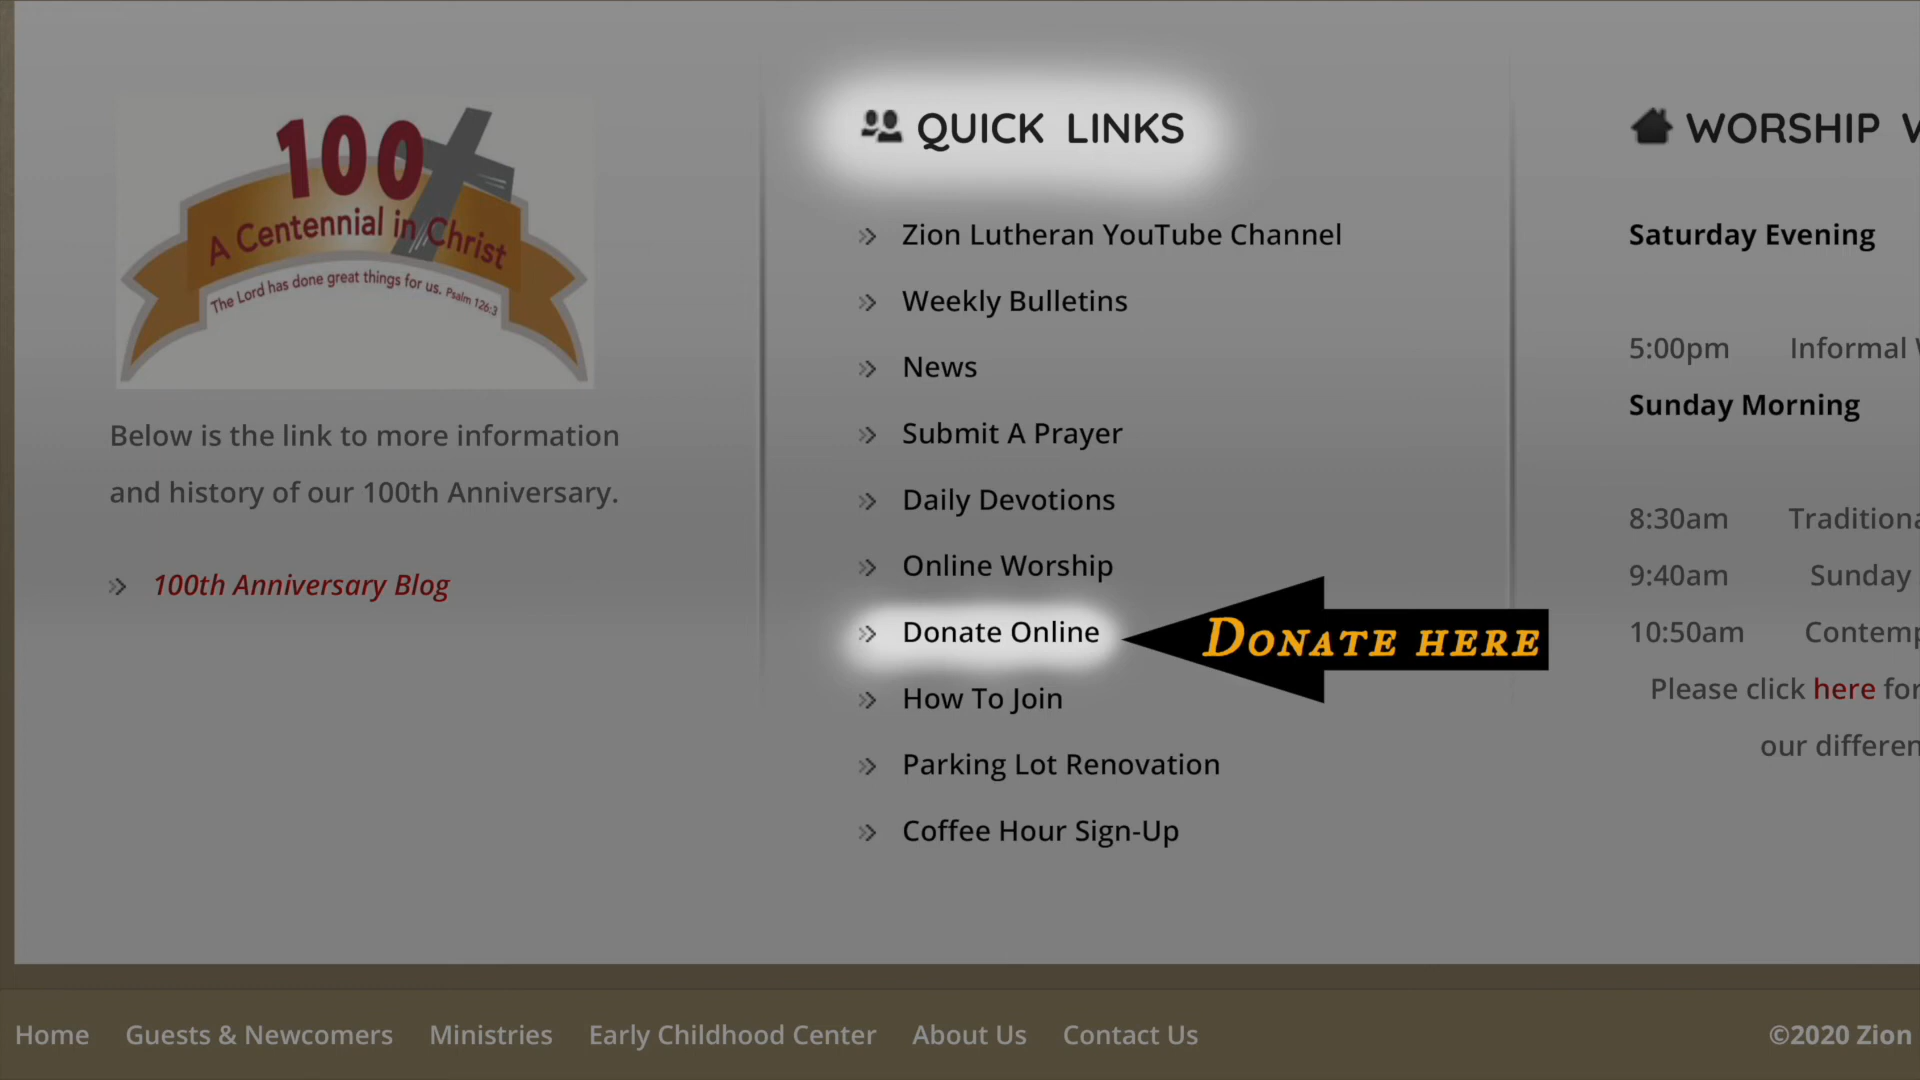 100
A Centennial in Christ
The Lord has done great things for us. Psalm 126:3
Below is the link to more information
and history of our 100th Anniversary.
100th Anniversary Blog
QUICK LINKS
Zion Lutheran YouTube Channel
Weekly Bulletins
News
Submit A Prayer
Daily Devotions
Online Worship
Donate Online
DONATE HERE
How To Join
Parking Lot Renovation
Coffee Hour Sign-Up
WORSHIP
Saturday Evening
5:00pm Informal
Sunday Morning
8:30am
9:40am Sunday
10:50am
Please click here for
our
Home Guests & Newcomers Ministries Early Childhood Center About Us Contact Us
©2020 Zion